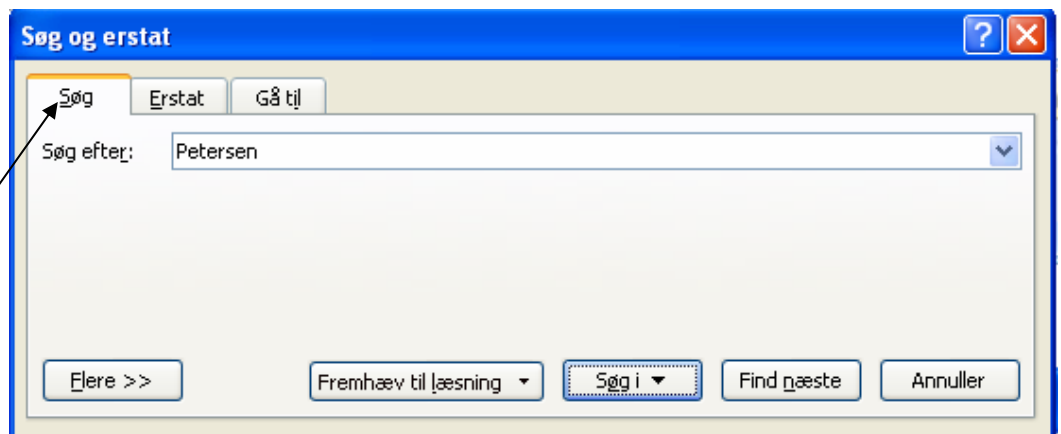 Søg og erstat
Søg Erstat Gå til
Søg efter: Petersen
Flere >> Fremhæv til læsning Søg i Find næste Annuller